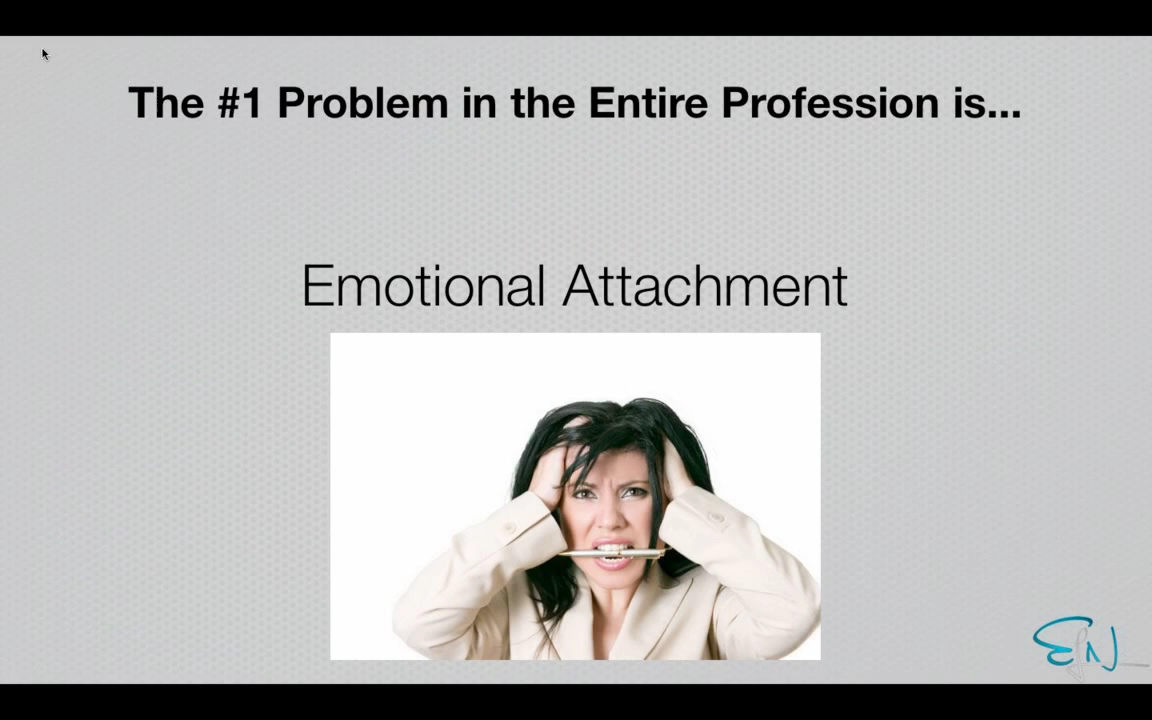 The #1 Problem in the Entire Profession is...
Emotional Attachment